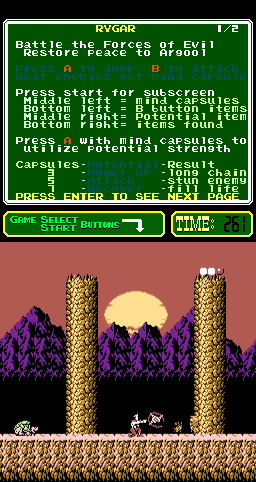 RYGAR 1/2
Battle the Forces of Evil
Restore Peace to Argool
Press A to jump, B to attack
Beat enemies get mind capsule
Press start for subscreen
Middle left = mind capsules
Bottom left = B button items
Middle right= Potential item
Bottom right= items found
Press A with mind capsules to
utilize potential strength
Capsules-Potential-Result
3 -Power Up -long chain
5 -Attack -stun enemy
7 -Recover -fill life
PRESS ENTER TO SEE NEXT PAGE
GAME SELECT
START BUTTONS
TIME: 261